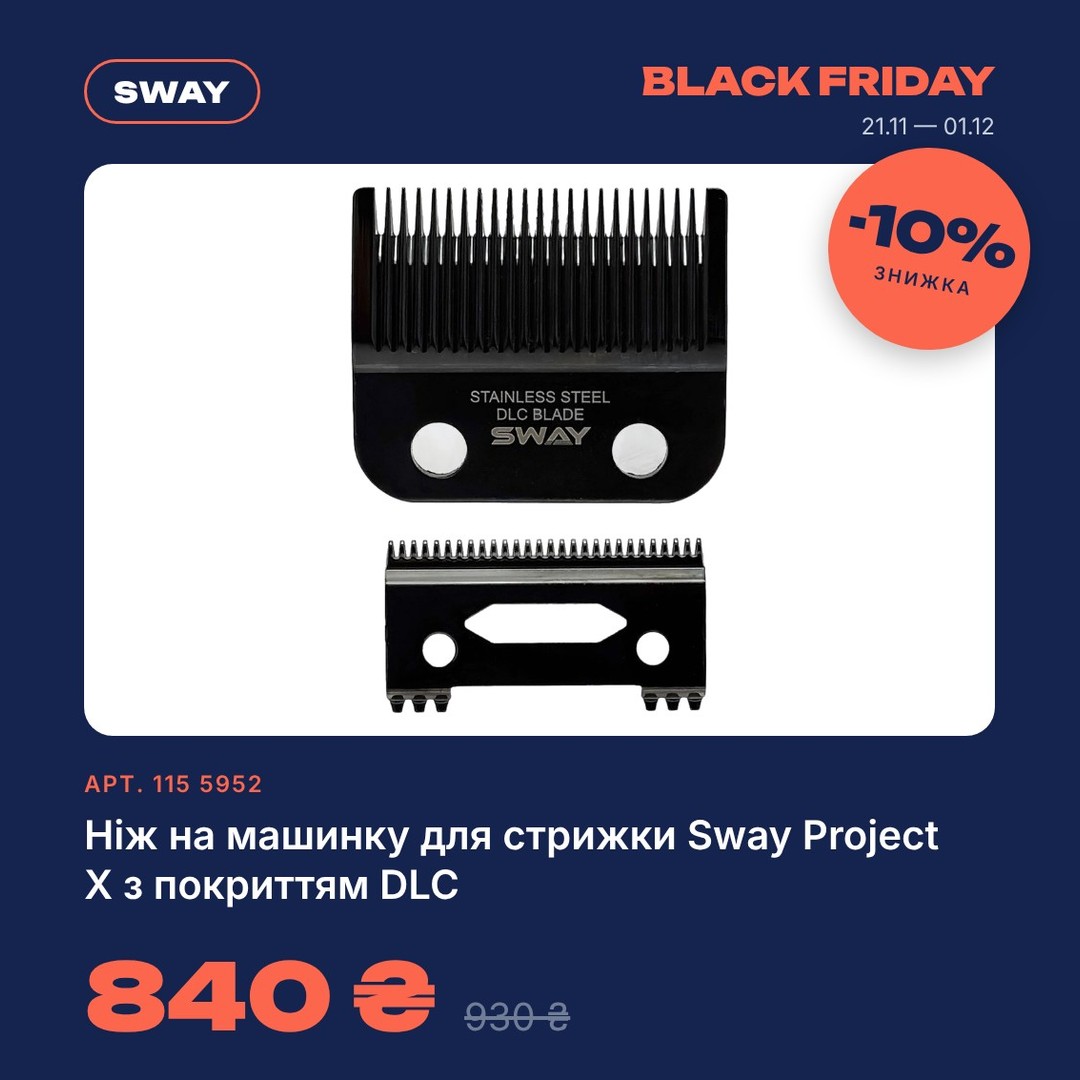 SWAY
BLACK FRIDAY
21.11 — 01.12
-10%
ЗНИЖКА
STAINLESS STEEL
DLC BLADE
SWAY
АРТ. 115 5952
Ніж на машинку для стрижки Sway Project
X з покриттям DLC
840 ₴
930 ₴